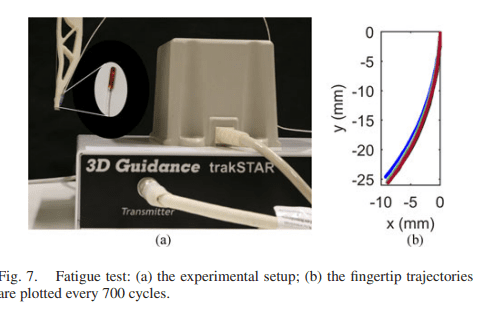 3D Guidance trakSTAR
Transmitter
(a)
0
-5
-10
-15
-20
-25
y (mm)
-10 -5 0
x (mm)
(b)
Fig. 7. Fatigue test: (a) the experimental setup; (b) the fingertip trajectories
are plotted every 700 cycles.